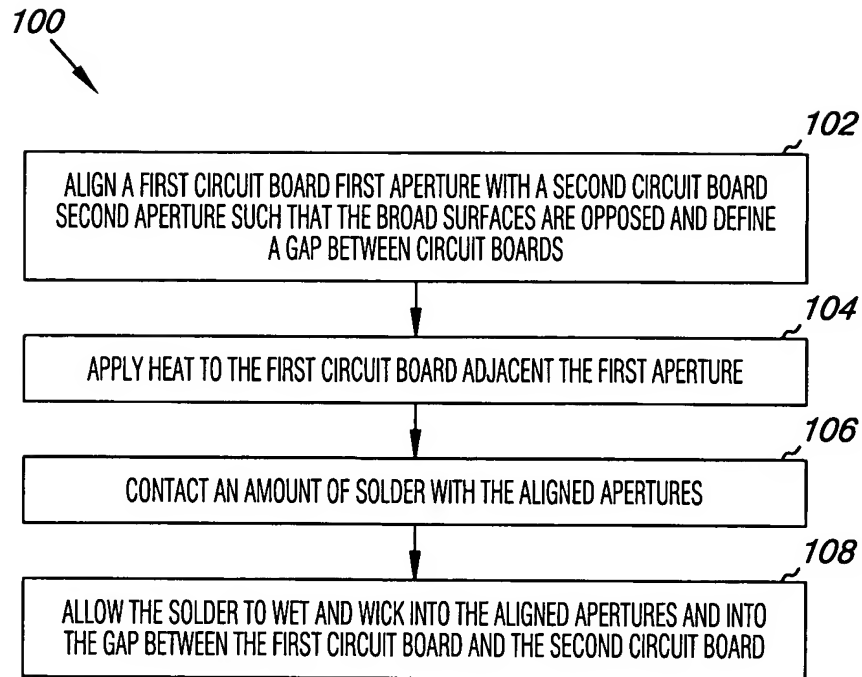 100
102
ALIGN A FIRST CIRCUIT BOARD FIRST APERTURE WITH A SECOND CIRCUIT BOARD
SECOND APERTURE SUCH THAT THE BROAD SURFACES ARE OPPOSED AND DEFINE
A GAP BETWEEN CIRCUIT BOARDS
104
APPLY HEAT TO THE FIRST CIRCUIT BOARD ADJACENT THE FIRST APERTURE
106
CONTACT AN AMOUNT OF SOLDER WITH THE ALIGNED APERTURES
108
ALLOW THE SOLDER TO WET AND WICK INTO THE ALIGNED APERTURES AND INTO
THE GAP BETWEEN THE FIRST CIRCUIT BOARD AND THE SECOND CIRCUIT BOARD